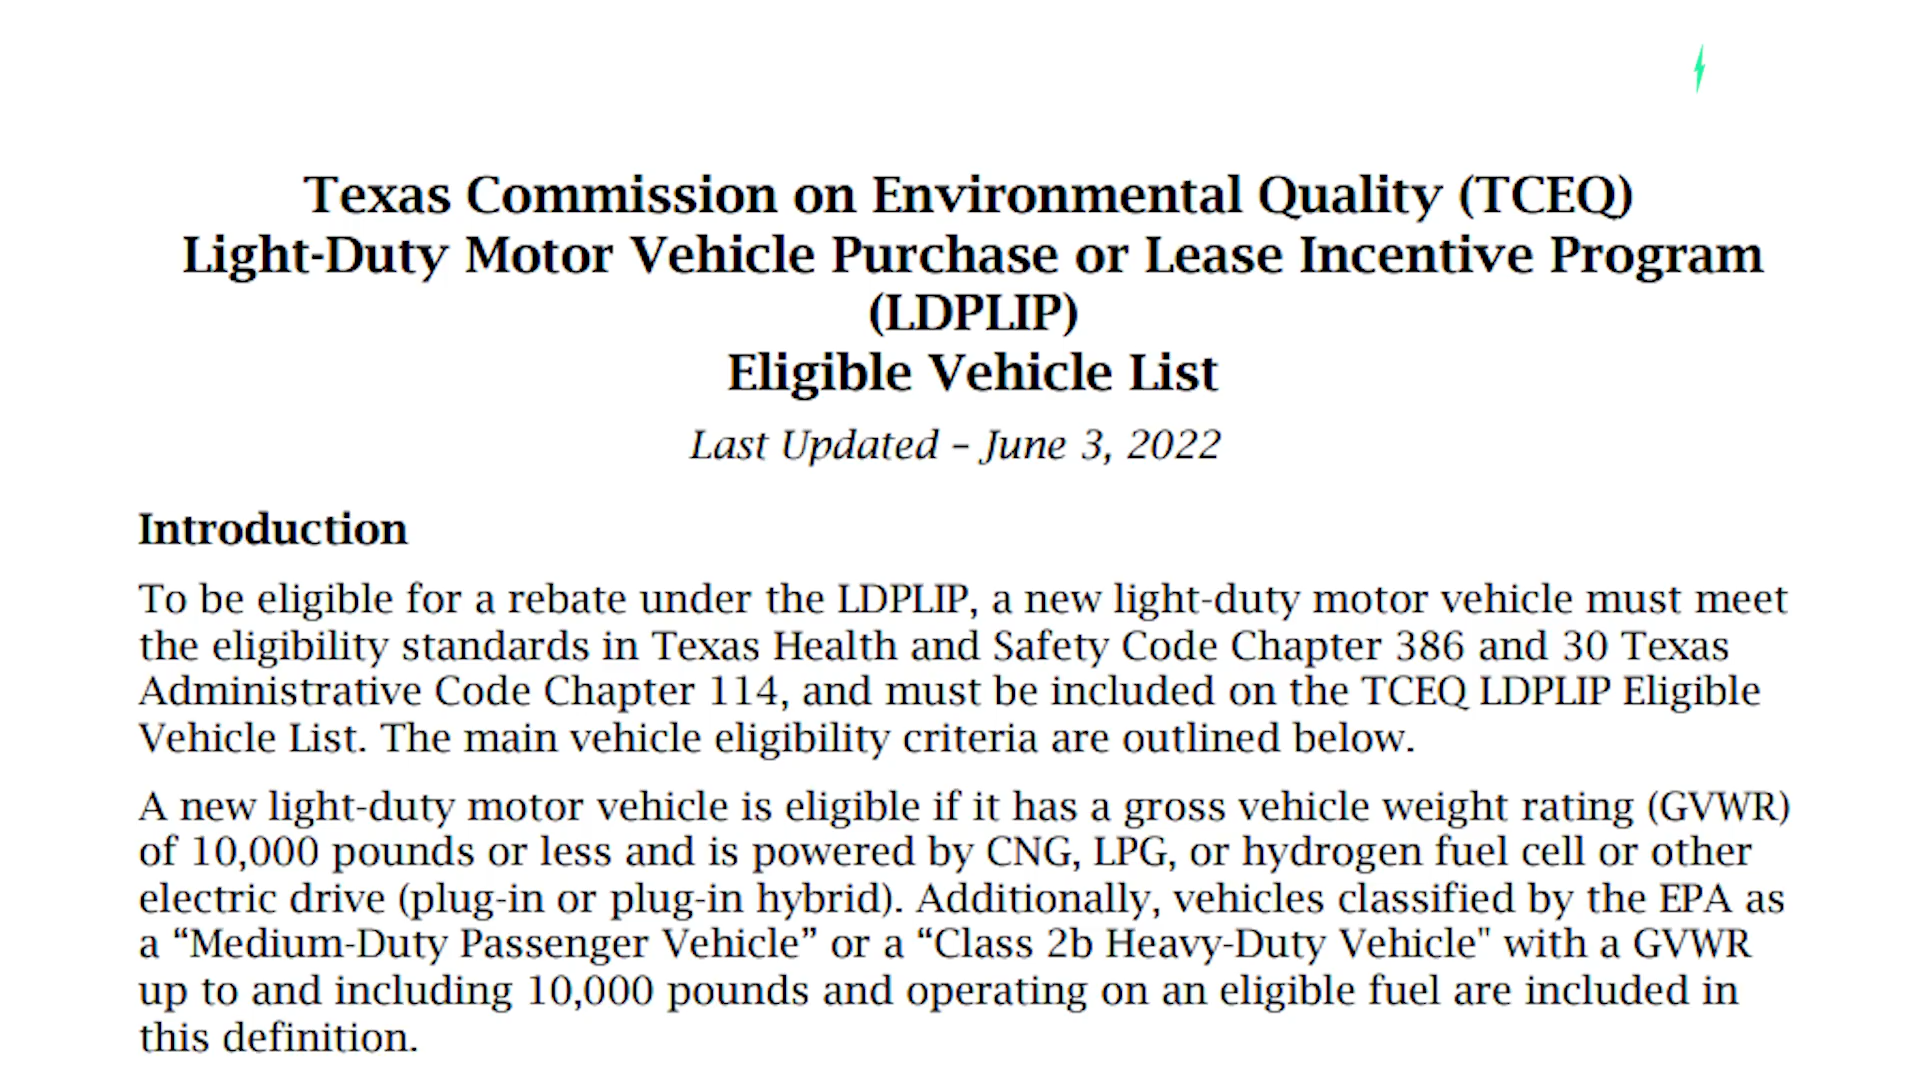 Texas Commission on Environmental Quality (TCEQ)
Light-Duty Motor Vehicle Purchase or Lease Incentive Program
(LDPLIP)
Eligible Vehicle List
Last Updated – June 3, 2022
Introduction
To be eligible for a rebate under the LDPLIP, a new light-duty motor vehicle must meet
the eligibility standards in Texas Health and Safety Code Chapter 386 and 30 Texas
Administrative Code Chapter 114, and must be included on the TCEQ LDPLIP Eligible
Vehicle List. The main vehicle eligibility criteria are outlined below.
A new light-duty motor vehicle is eligible if it has a gross vehicle weight rating (GVWR)
of 10,000 pounds or less and is powered by CNG, LPG, or hydrogen fuel cell or other
electric drive (plug-in or plug-in hybrid). Additionally, vehicles classified by the EPA as
a “Medium-Duty Passenger Vehicle” or a “Class 2b Heavy-Duty Vehicle" with a GVWR
up to and including 10,000 pounds and operating on an eligible fuel are included in
this definition.